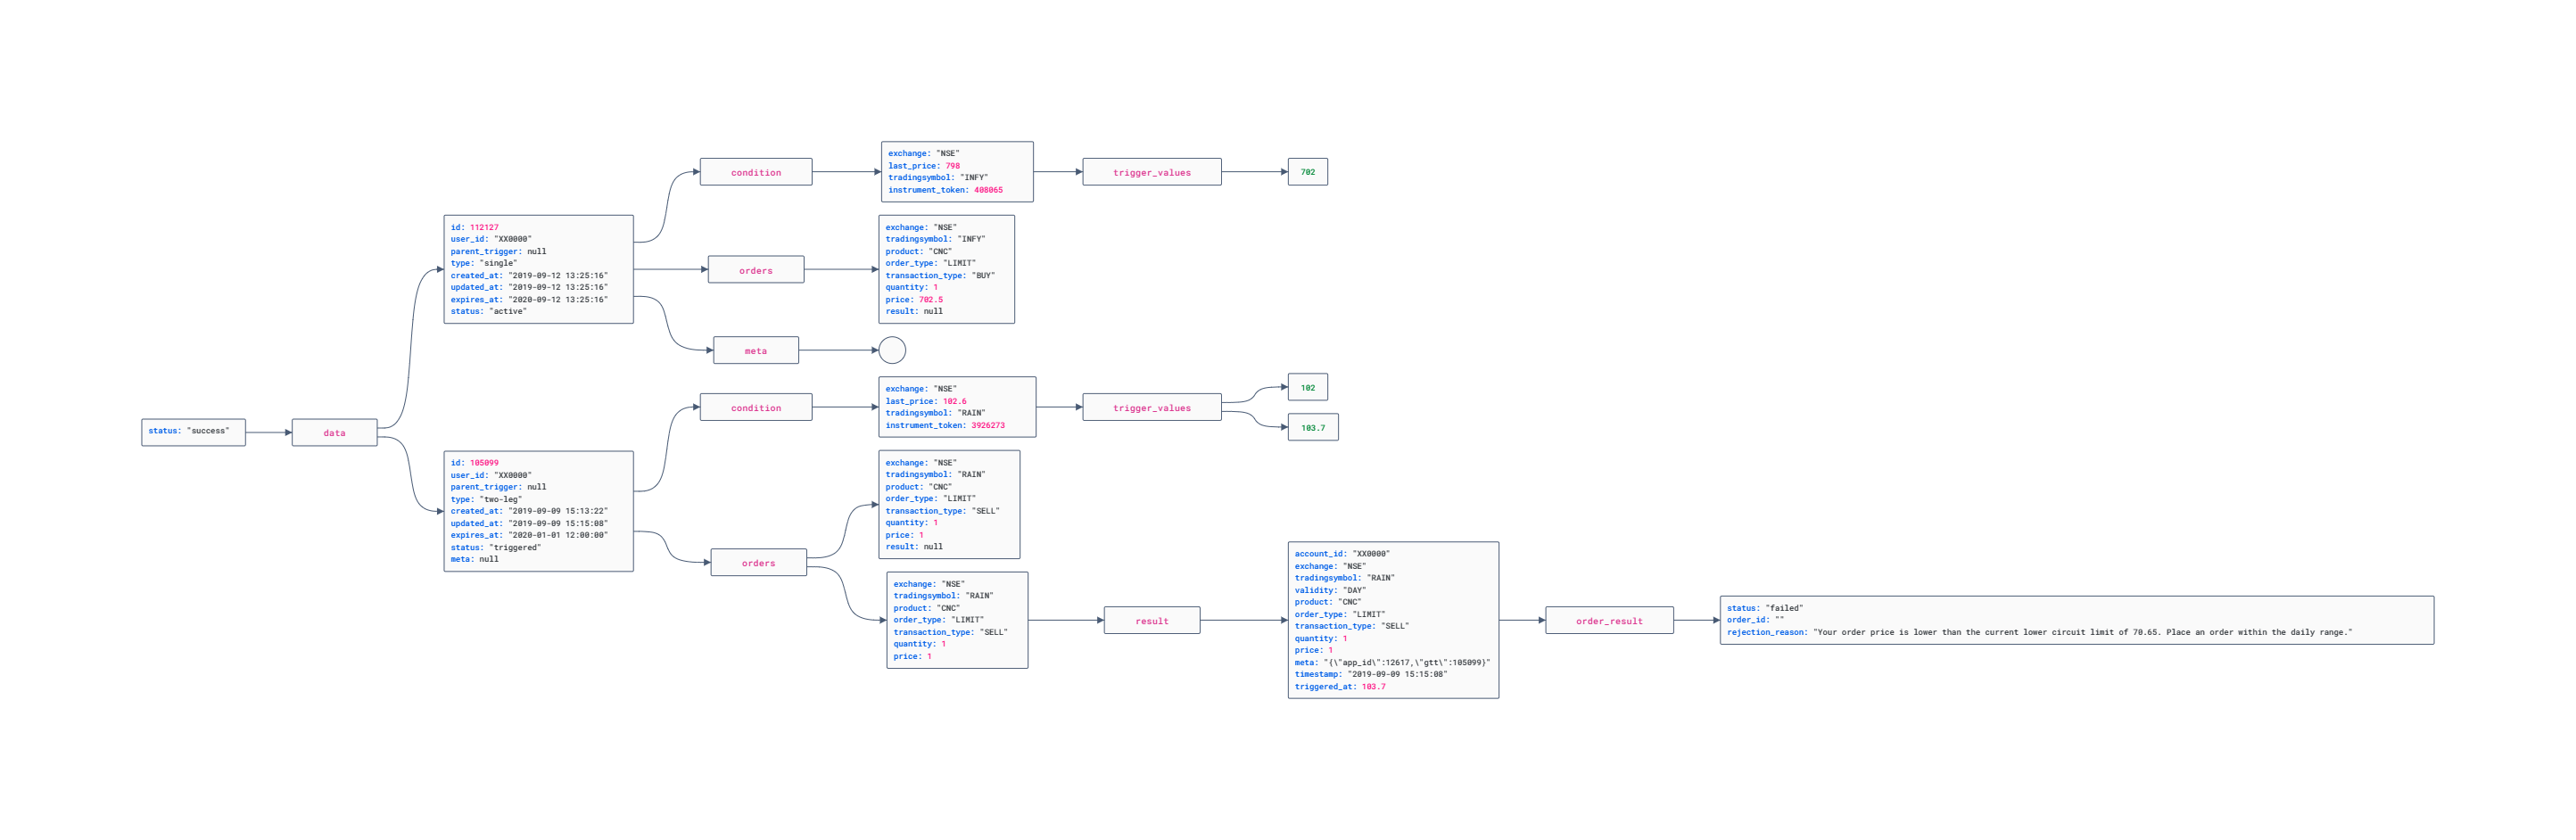 status: "success"
data
id: 112127
user_id: "XX0000"
parent_trigger: null
type: "single"
created_at: "2019-09-12 13:25:16"
updated_at: "2019-09-12 13:25:16"
expires_at: "2020-09-12 13:25:16"
status: "active"
condition
exchange: "NSE"
last_price: 798
tradingsymbol: "INFY"
instrument_token: 408065
trigger_values
702
orders
exchange: "NSE"
tradingsymbol: "INFY"
product: "CNC"
order_type: "LIMIT"
transaction_type: "BUY"
quantity: 1
price: 702.5
result: null
meta
id: 105099
user_id: "XX0000"
parent_trigger: null
type: "two-leg"
created_at: "2019-09-09 15:13:22"
updated_at: "2019-09-09 15:15:08"
expires_at: "2020-01-01 12:00:00"
status: "triggered"
meta: null
condition
exchange: "NSE"
last_price: 102.6
tradingsymbol: "RAIN"
instrument_token: 3926273
trigger_values
102
103.7
orders
exchange: "NSE"
tradingsymbol: "RAIN"
product: "CNC"
order_type: "LIMIT"
transaction_type: "SELL"
quantity: 1
price: 1
result: null
exchange: "NSE"
tradingsymbol: "RAIN"
product: "CNC"
order_type: "LIMIT"
transaction_type: "SELL"
quantity: 1
price: 1
result
account_id: "XX0000"
exchange: "NSE"
tradingsymbol: "RAIN"
validity: "DAY"
product: "CNC"
order_type: "LIMIT"
transaction_type: "SELL"
quantity: 1
price: 1
meta: "{\"app_id\":12617,\"gtt\":105099}"
timestamp: "2019-09-09 15:15:08"
triggered_at: 103.7
order_result
status: "failed"
order_id: ""
rejection_reason: "Your order price is lower than the current lower circuit limit of 70.65. Place an order within the daily range."